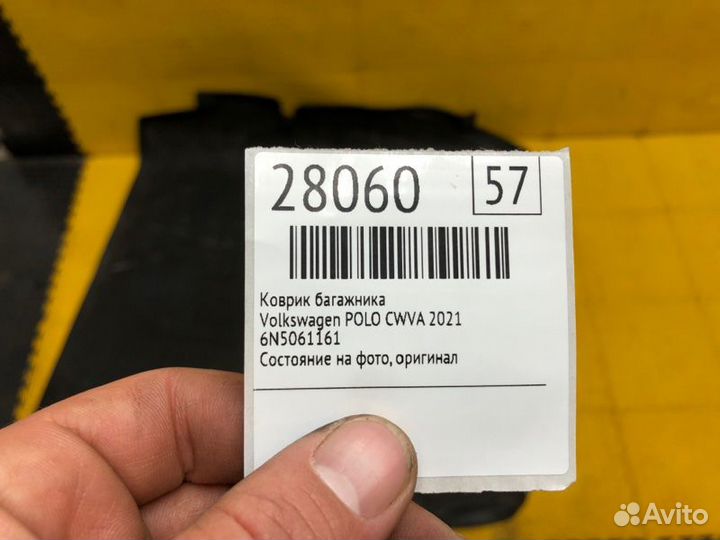 28060
57
Коврик багажника
Volkswagen POLO CWVA 2021
6N5061161
Состояние на фото, оригинал
Avito